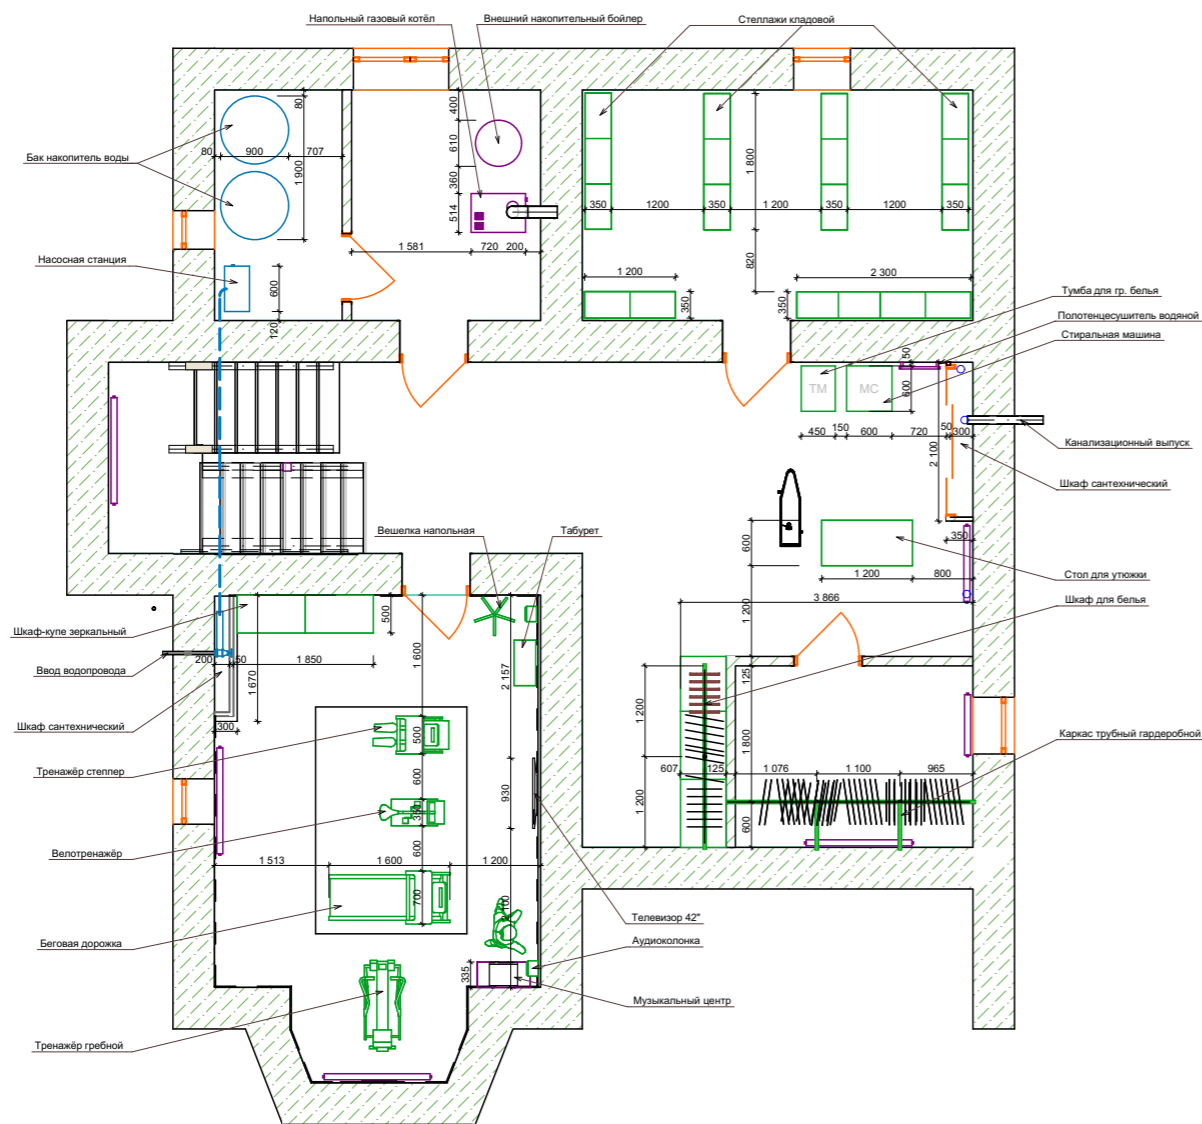 Напольный газовый котёл
Внешний накопительный бойлер
Стеллажи кладовой
Бак накопитель воды
Насосная станция
80
80
900
707
1 900
600
120
400
610
360
514
1 581
720
200
1 800
350
1200
350
1 200
350
1200
350
820
1 200
350
2 300
350
Тумба для гр. белья
Полотенцесушитель водяной
Стиральная машина
Канализационный выпуск
Шкаф сантехнический
Стол для утюжки
Шкаф для белья
Каркас трубный гардеробной
ТМ
МС
50
600
450
150
600
720
50
300
2 100
350
600
1 200
800
3 866
1 200
125
Вешелка напольная
Табурет
Шкаф-купе зеркальный
Ввод водопровода
Шкаф сантехнический
Тренажёр степпер
Велотренажёр
Беговая дорожка
Тренажёр гребной
200
50
1 850
500
1 670
300
1 600
2 157
500
600
350
930
600
1 513
1 600
1 200
700
100
335
1 200
1 200
607
125
1 800
1 076
1 100
965
600
Телевизор 42"
Аудиоколонка
Музыкальный центр